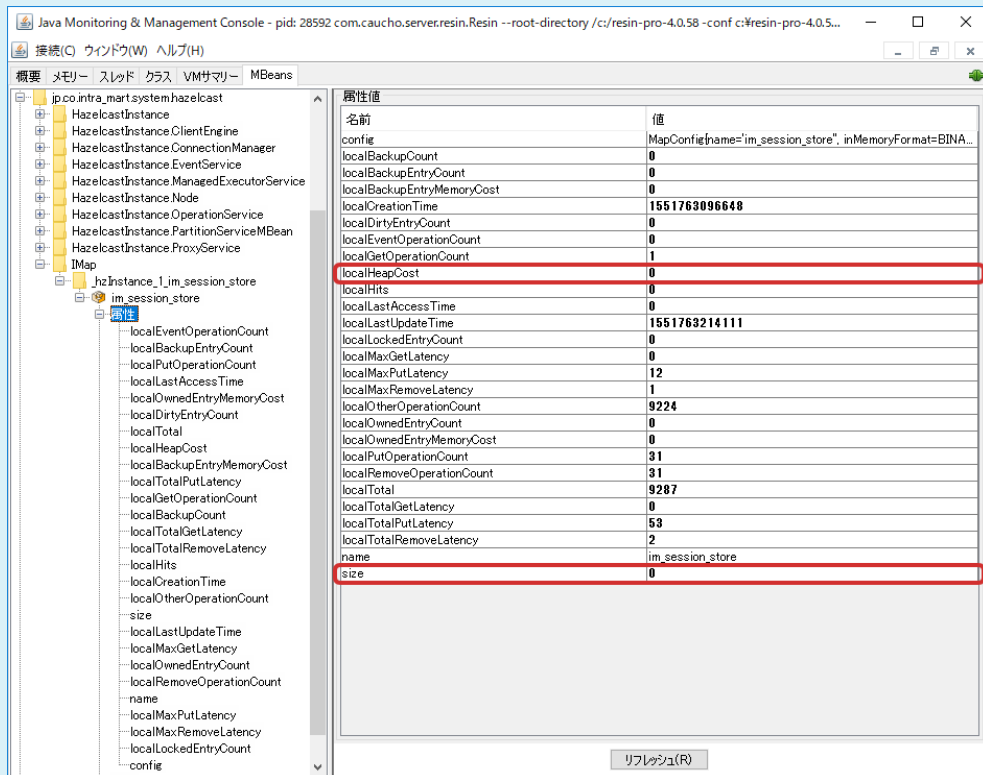 Java Monitoring & Management Console - pid: 28592 com.caucho.server.resin.Resin --root-directory /c:/resin-pro-4.0.58 -conf c:¥resin-pro-4.0.5...
接続(C) ウィンドウ(W) ヘルプ(H)
概要 メモリー スレッド クラス VMサマリー MBeans
jp.co.intra_mart.system.hazelcast
HazelcastInstance
HazelcastInstance.ClientEngine
HazelcastInstance.ConnectionManager
HazelcastInstance.EventService
HazelcastInstance.ManagedExecutorService
HazelcastInstance.Node
HazelcastInstance.OperationService
HazelcastInstance.PartitionServiceMBean
HazelcastInstance.ProxyService
IMap
_hzInstance_1_im_session_store
im_session_store
属性
localEventOperationCount
localBackupEntryCount
localPutOperationCount
localLastAccessTime
localOwnedEntryMemoryCost
localDirtyEntryCount
localTotal
localHeapCost
localBackupEntryMemoryCost
localTotalPutLatency
localGetOperationCount
localBackupCount
localTotalGetLatency
localTotalRemoveLatency
localHits
localCreationTime
localOtherOperationCount
size
localLastUpdateTime
localMaxGetLatency
localOwnedEntryCount
localRemoveOperationCount
name
localMaxPutLatency
localMaxRemoveLatency
localLockedEntryCount
config
属性値
名前 値
config MapConfig{name='im_session_store', inMemoryFormat=BINA...
localBackupCount 0
localBackupEntryCount 0
localBackupEntryMemoryCost 0
localCreationTime 1551763096648
localDirtyEntryCount 0
localEventOperationCount 0
localGetOperationCount 1
localHeapCost 0
localHits 0
localLastAccessTime 0
localLastUpdateTime 1551763214111
localLockedEntryCount 0
localMaxGetLatency 0
localMaxPutLatency 12
localMaxRemoveLatency 1
localOtherOperationCount 9224
localOwnedEntryCount 0
localOwnedEntryMemoryCost 0
localPutOperationCount 31
localRemoveOperationCount 31
localTotal 9287
localTotalGetLatency 0
localTotalPutLatency 53
localTotalRemoveLatency 2
name im_session_store
size 0
リフレッシュ(R)